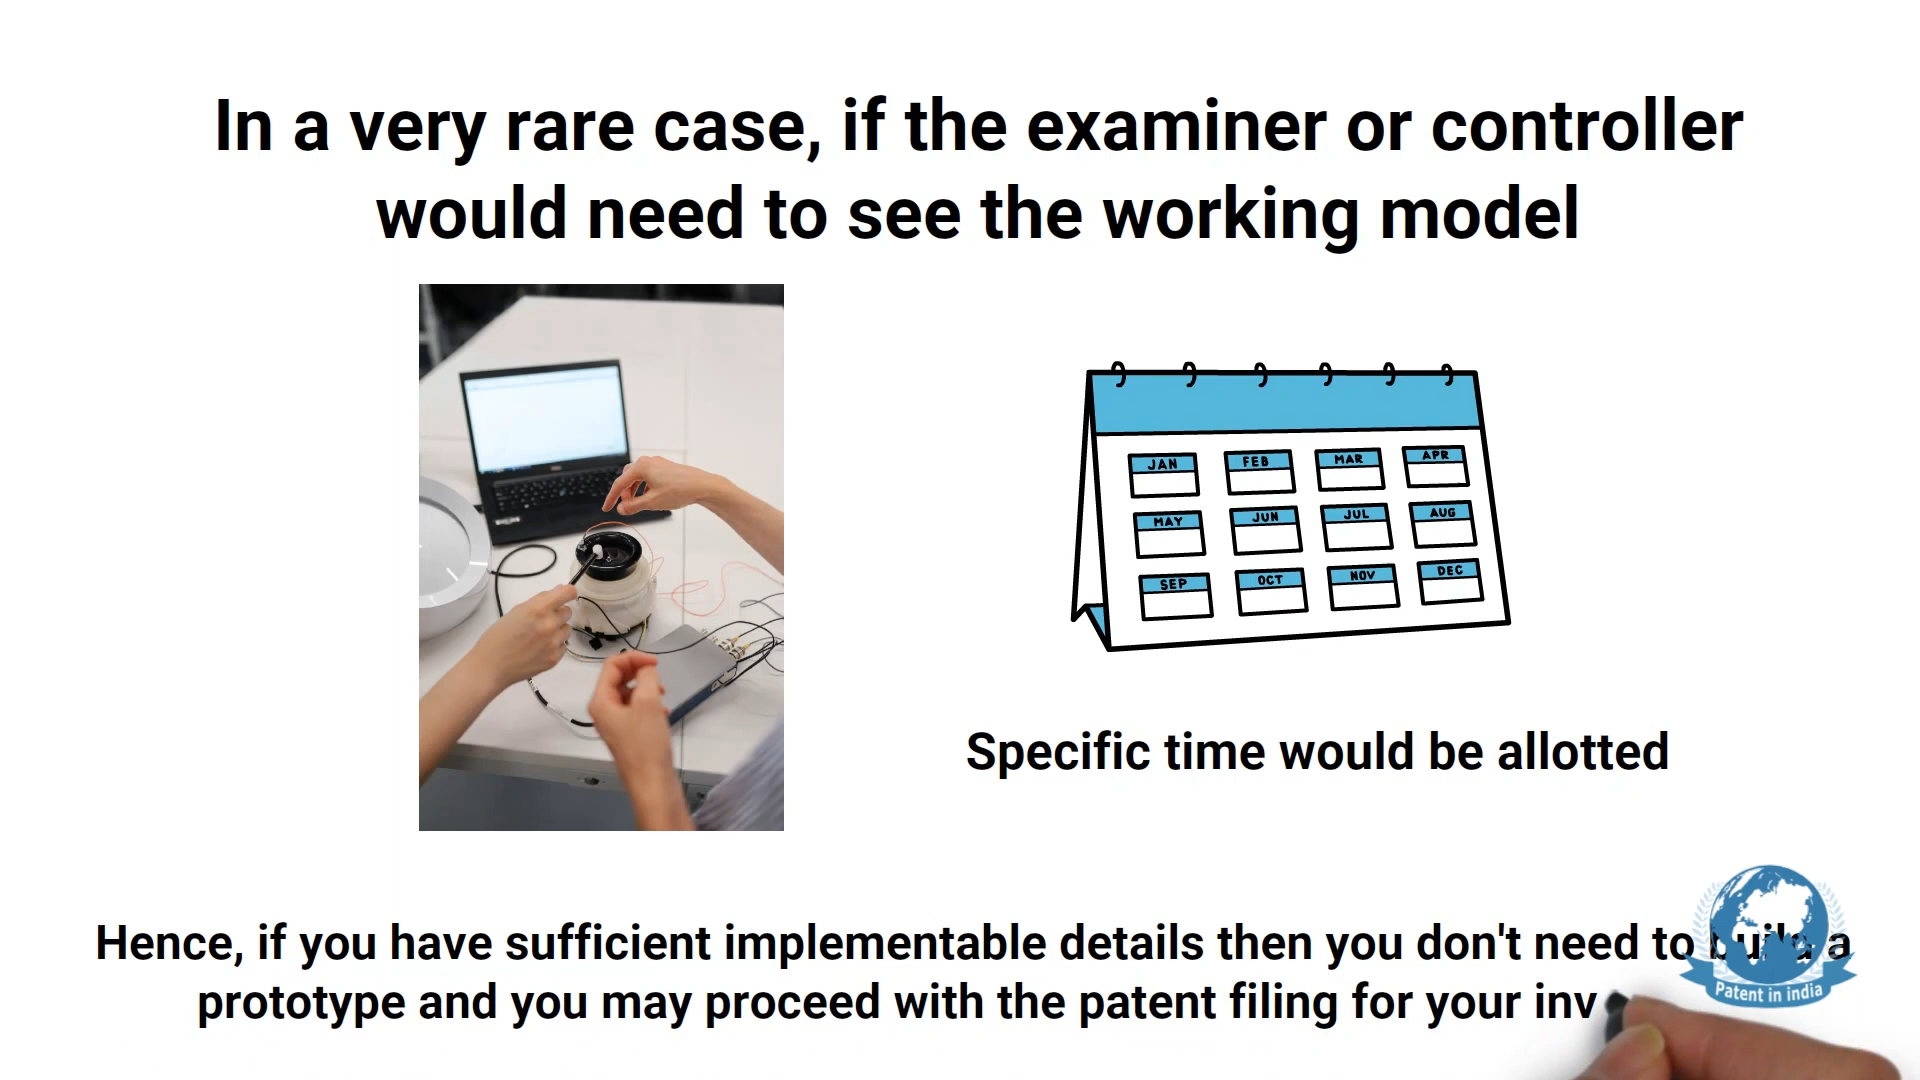 In a very rare case, if the examiner or controller
would need to see the working model
JAN FEB MAR APR
MAY JUN JUL AUG
SEP OCT NOV DEC
Specific time would be allotted
Hence, if you have sufficient implementable details then you don't need to build a
prototype and you may proceed with the patent filing for your inv
Patent in india